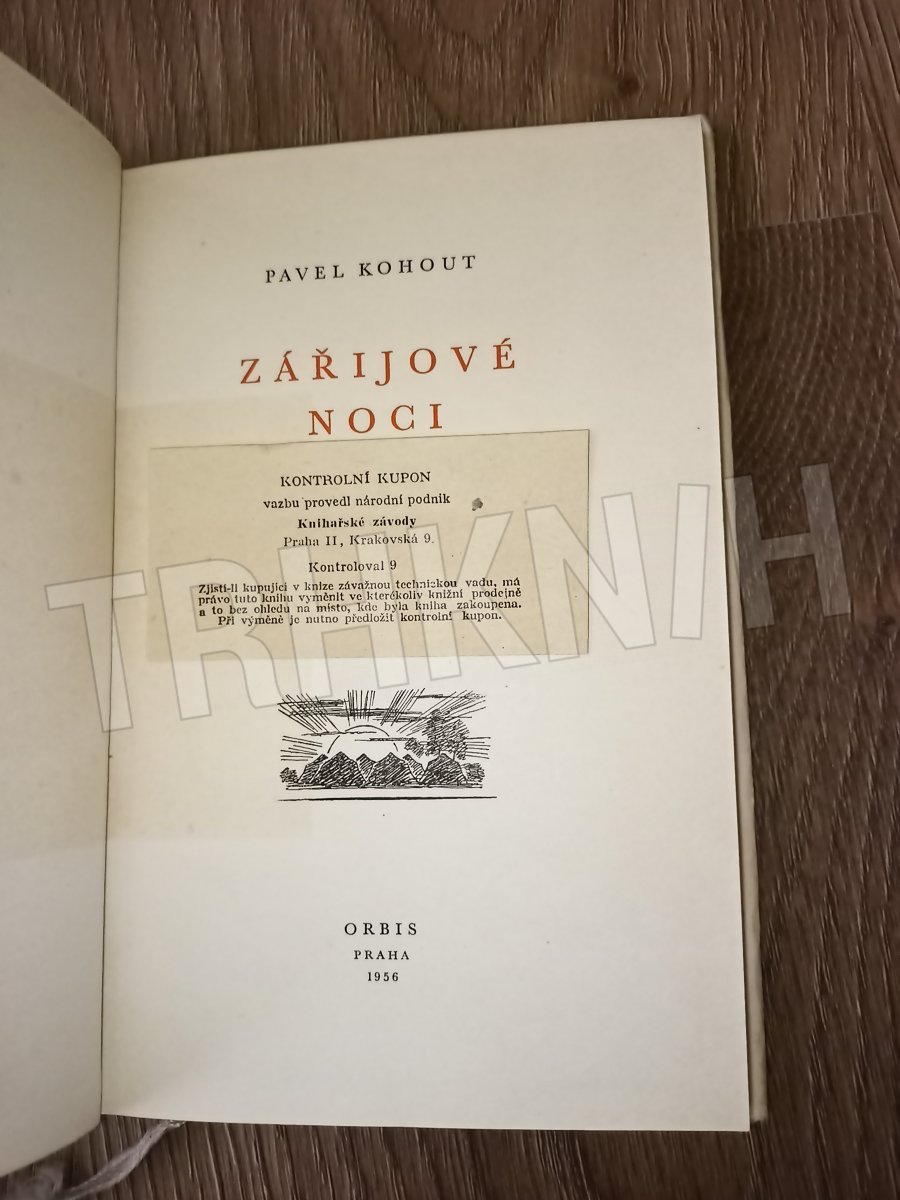 PAVEL KOHOUT
ZÁŘIJOVÉ
NOCI
KONTROLNÍ KUPON
vazbu provedl národní podnik
Knihařské závody
Praha II, Krakovská 9.
Kontroloval 9
Zjistí-li kupující v knize závažnou technickou vadu, má
právo tuto knihu vyměnit ve kterékoliv knižní prodejně
a to bez ohledu na místo, kde byla kniha zakoupena.
Při výměně je nutno předložit kontrolní kupon.
TRHKNIH
ORBIS
PRAHA
1956